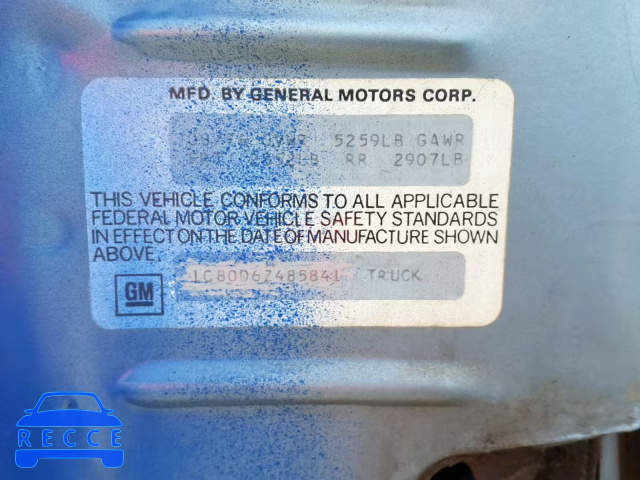 MFD. BY GENERAL MOTORS CORP.
5259LB GAWR
RR 2907LB
THIS VEHICLE CONFORMS TO ALL APPLICABLE
FEDERAL MOTOR VEHICLE SAFETY STANDARDS
IN EFFECT ON THE DATE OF MANUFACTURE SHOWN
ABOVE.
1C80D6Z485841 TRUCK
GM
RECCE